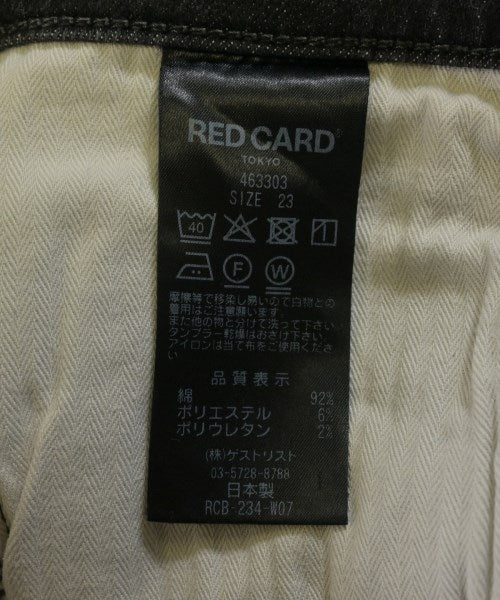 RED CARD®
TOKYO
463303
SIZE 23
40
F W
摩擦等で移染し易いので白物との
着用はご注意願います
また他の物と分けて洗って下さい
タンブラー乾燥はおさけ下さい
アイロンは当て布をご使用くださ
い
品質表示
綿 92%
ポリエステル 6%
ポリウレタン 2%
(株)ゲストリスト
03-5728-8788
日本製
RCB-234-W07